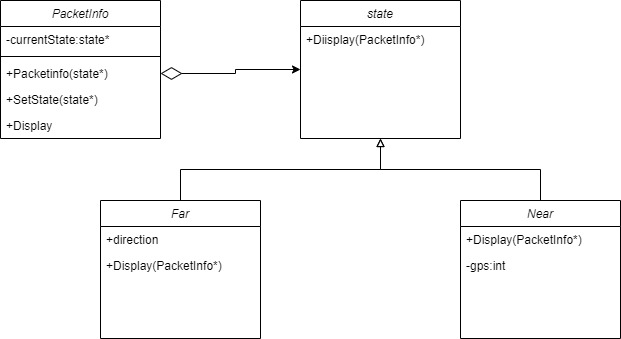 PacketInfo
-currentState:state*
+Packetinfo(state*)
+SetState(state*)
+Display
state
+Diisplay(PacketInfo*)
Far
+direction
+Display(PacketInfo*)
Near
+Display(PacketInfo*)
-gps:int